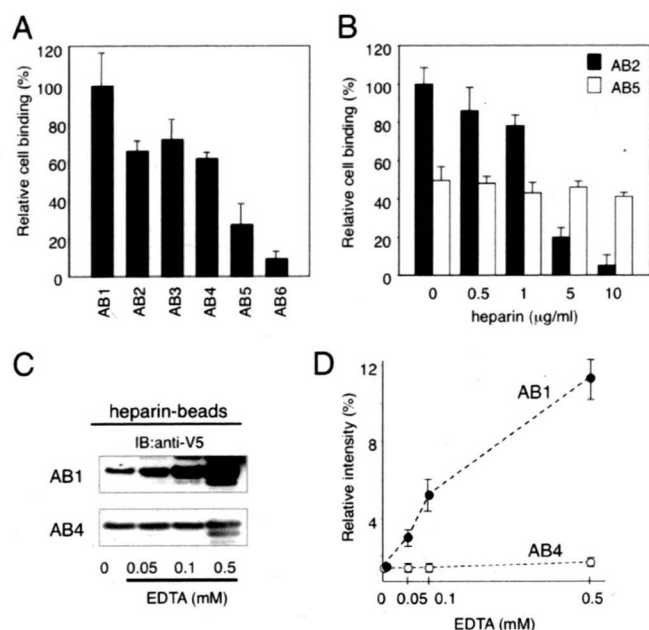 A
Relative cell binding (%)
120
100
80
60
40
20
0
AB1
AB2
AB3
AB4
AB5
AB6
B
Relative cell binding (%)
120
100
80
60
40
20
0
AB2
AB5
0 0.5 1 5 10
heparin (μg/ml)
C
heparin-beads
IB:anti-V5
AB1
AB4
0 0.05 0.1 0.5
EDTA (mM)
D
Relative intensity (%)
12
8
4
AB1
AB4
0 0.05 0.1 0.5
EDTA (mM)